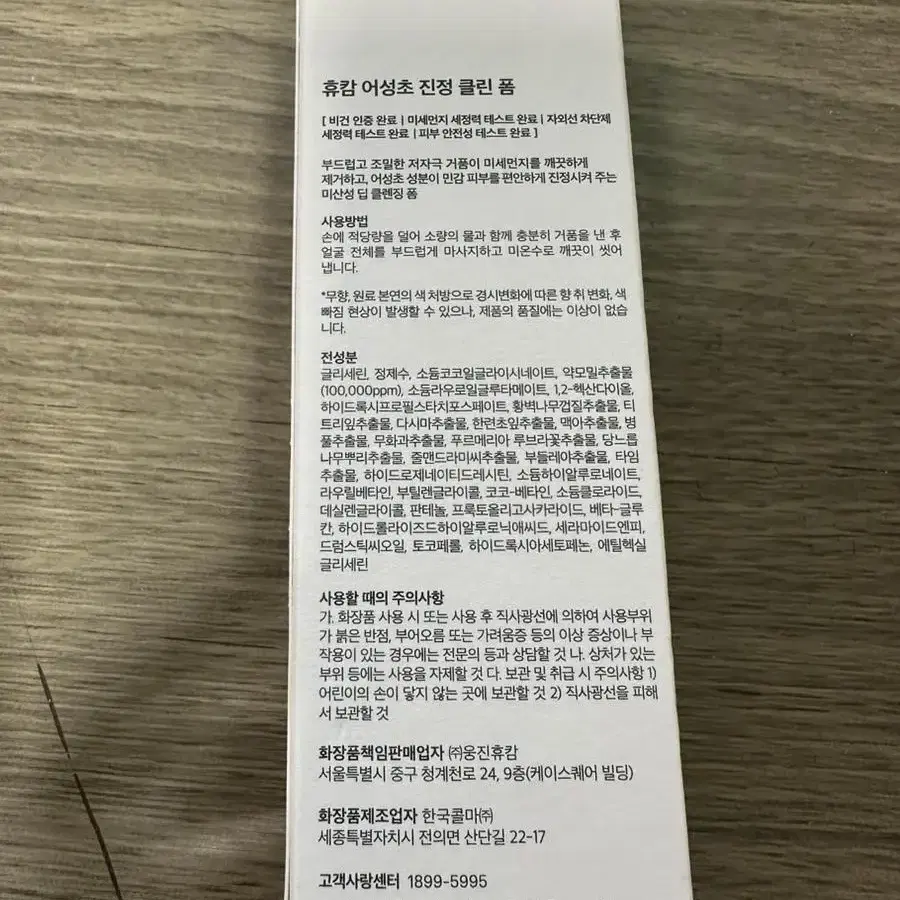 휴캄 어성초 진정 클린 폼
[ 비건 인증 완료 | 미세먼지 세정력 테스트 완료 | 자외선 차단제
세정력 테스트 완료 | 피부 안전성 테스트 완료 ]
부드럽고 조밀한 저자극 거품이 미세먼지를 깨끗하게
제거하고, 어성초 성분이 민감 피부를 편안하게 진정시켜 주는
미산성 딥 클렌징 폼
사용방법
손에 적당량을 덜어 소량의 물과 함께 충분히 거품을 낸 후
얼굴 전체를 부드럽게 마사지하고 미온수로 깨끗이 씻어
냅니다.
*무향, 원료 본연의 색 처방으로 경시변화에 따른 향 취 변화, 색
빠짐 현상이 발생할 수 있으나, 제품의 품질에는 이상이 없습
니다.
전성분
글리세린, 정제수, 소듐코코일글라이시네이트, 약모밀추출물
(100,000ppm), 소듐라우로일글루타메이트, 1,2-헥산다이올,
하이드록시프로필스타치포스페이트, 황벽나무껍질추출물, 티
트리잎추출물, 다시마추출물, 한련초잎추출물, 맥아추출물, 병
풀추출물, 무화과추출물, 푸르메리아 루브라꽃추출물, 당느릅
나무뿌리추출물, 줄맨드라미씨추출물, 부들레야추출물, 타임
추출물, 하이드로제네이티드레시틴, 소듐하이알루로네이트,
라우릴베타인, 부틸렌글라이콜, 코코-베타인, 소듐클로라이드,
데실렌글라이콜, 판테놀, 프룩토올리고사카라이드, 베타-글루
칸, 하이드롤라이즈드하이알루로닉애씨드, 세라마이드엔피,
드럼스틱씨오일, 토코페롤, 하이드록시아세토페논, 에틸헥실
글리세린
사용할 때의 주의사항
가. 화장품 사용 시 또는 사용 후 직사광선에 의하여 사용부위
가 붉은 반점, 부어오름 또는 가려움증 등의 이상 증상이나 부
작용이 있는 경우에는 전문의 등과 상담할 것 나. 상처가 있는
부위 등에는 사용을 자제할 것 다. 보관 및 취급 시 주의사항 1)
어린이의 손이 닿지 않는 곳에 보관할 것 2) 직사광선을 피해
서 보관할 것
화장품책임판매업자 ㈜웅진휴캄
서울특별시 중구 청계천로 24, 9층(케이스퀘어 빌딩)
화장품제조업자 한국콜마㈜
세종특별자치시 전의면 산단길 22-17
고객사랑센터 1899-5995